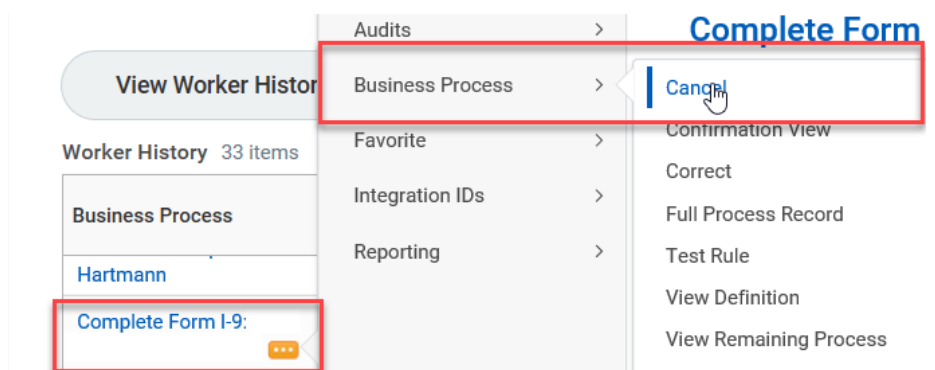 Complete Form
Audits
View Worker Histor
Business Process
Cancel
Confirmation View
Worker History 33 items
Favorite
Correct
Integration IDs
Full Process Record
Business Process
Reporting
Test Rule
Hartmann
View Definition
Complete Form I-9:
View Remaining Process